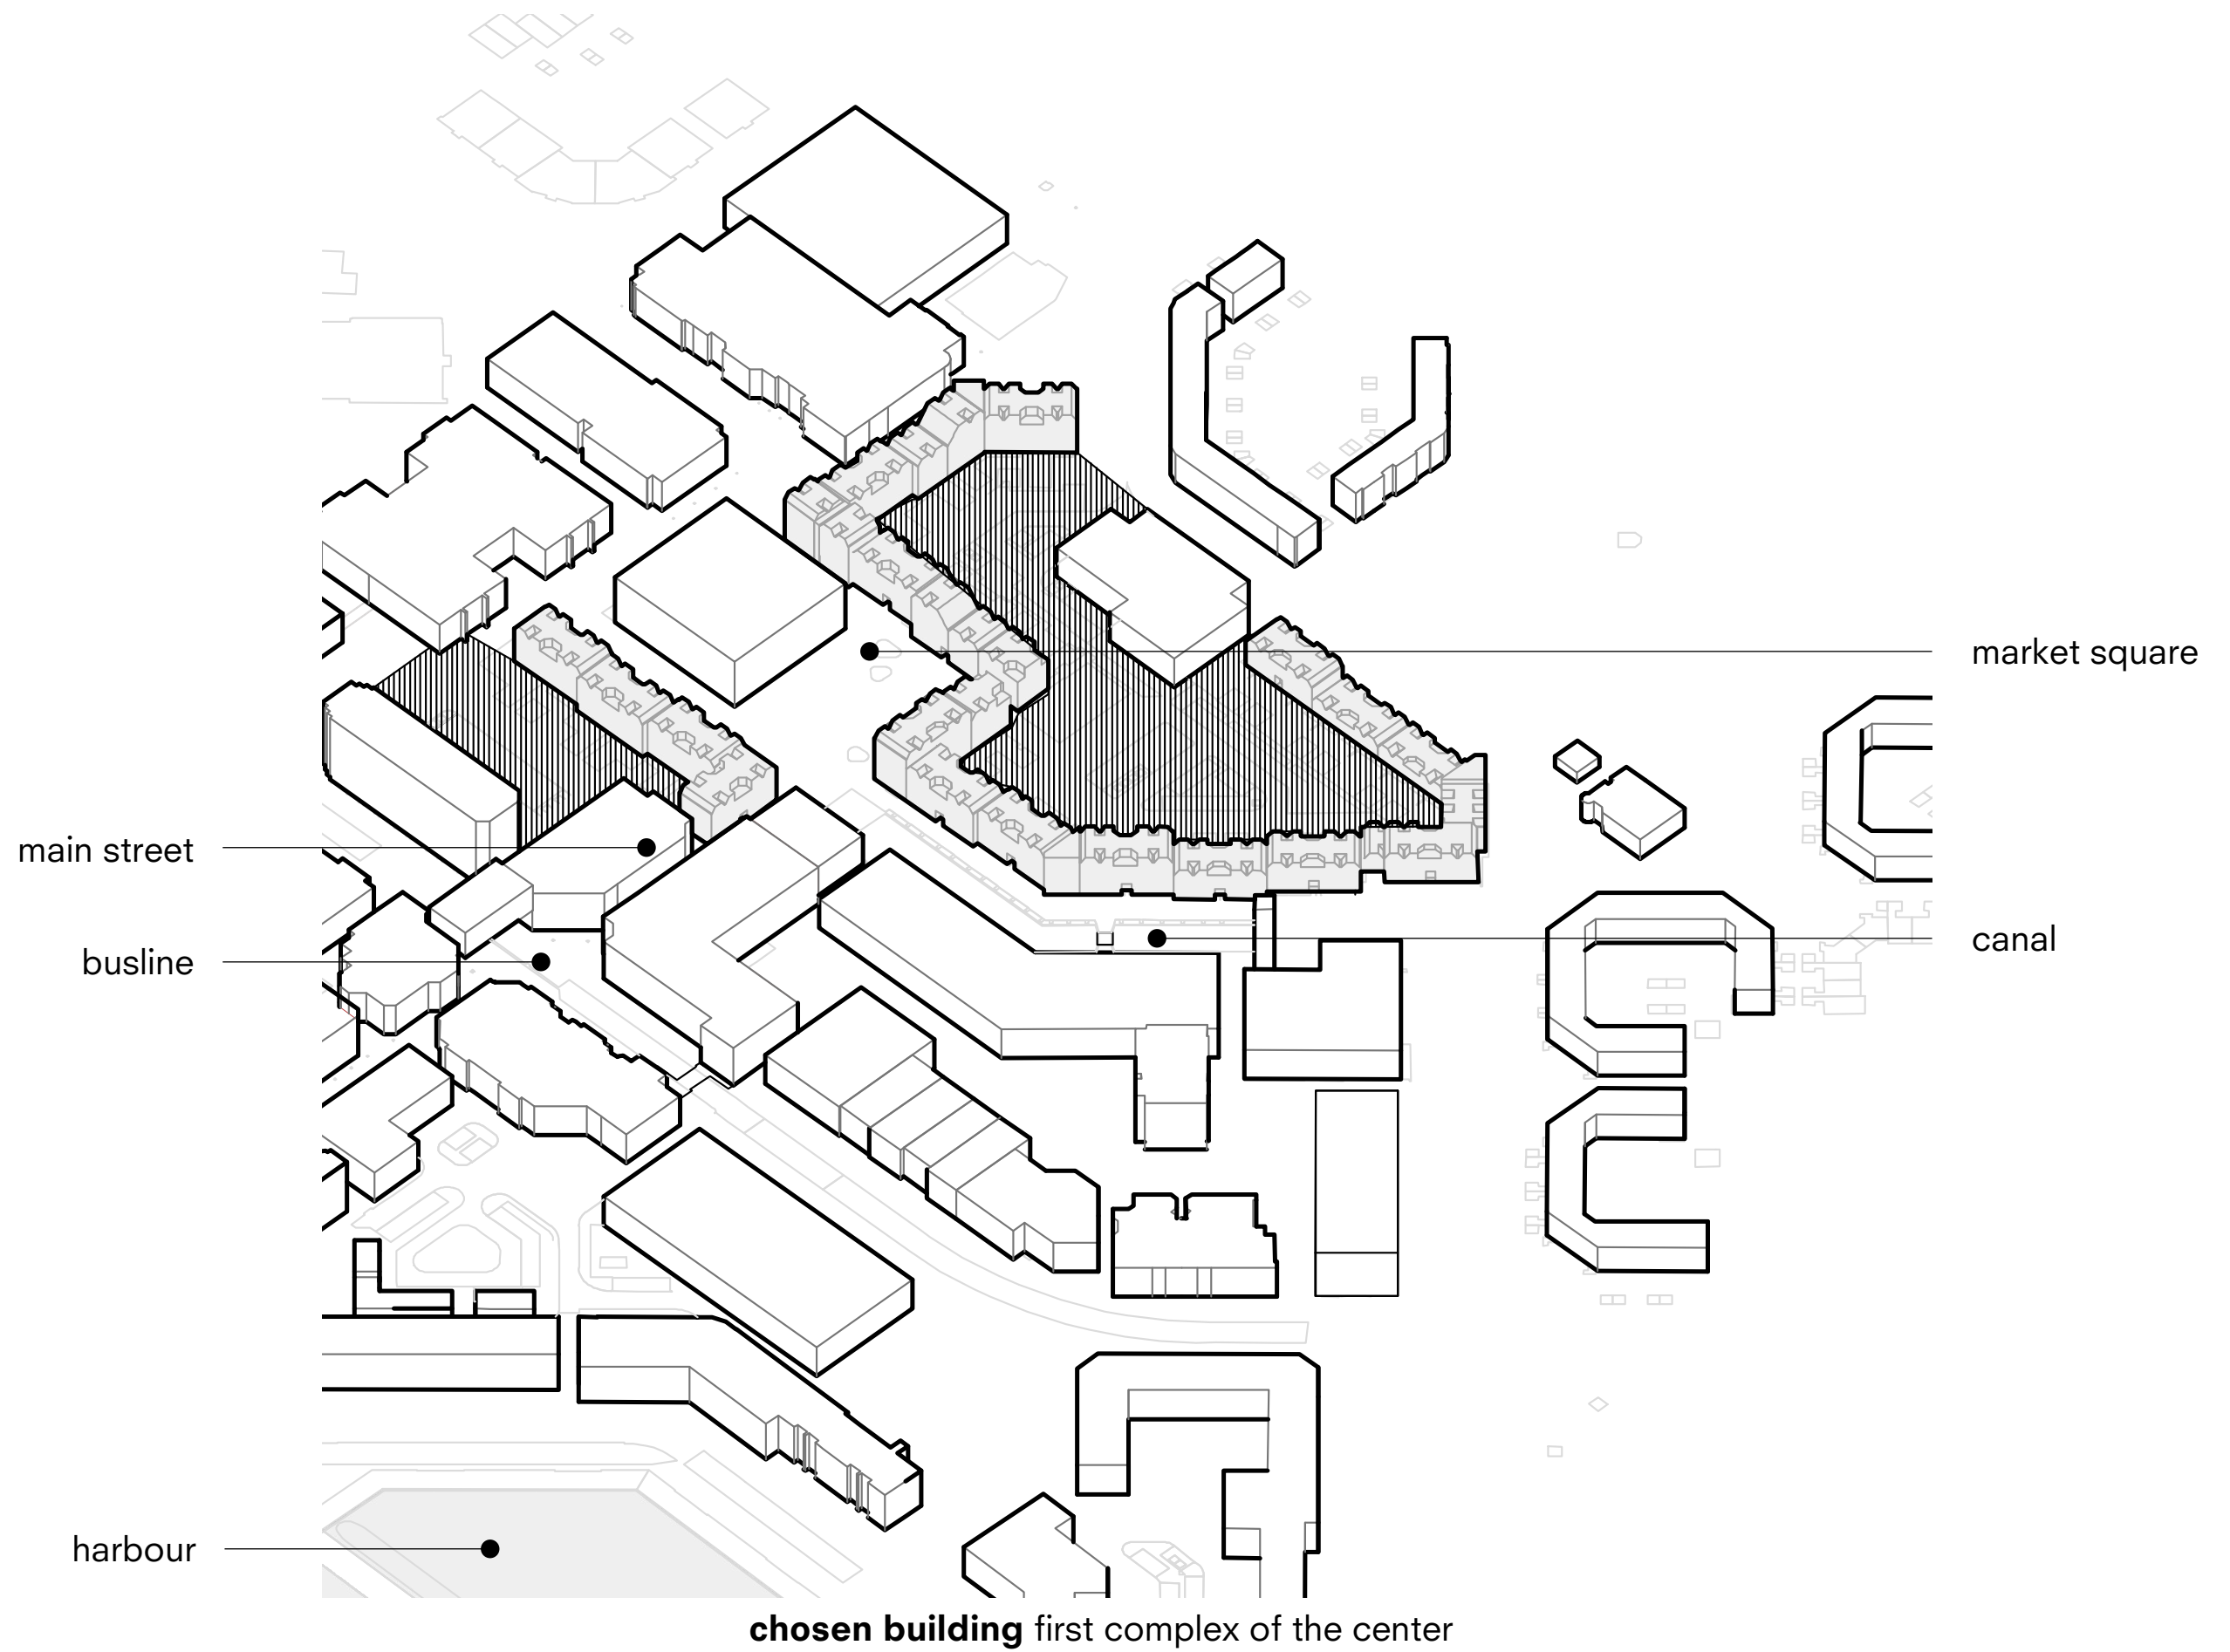 market square
main street
canal
busline
harbour
chosen building first complex of the center